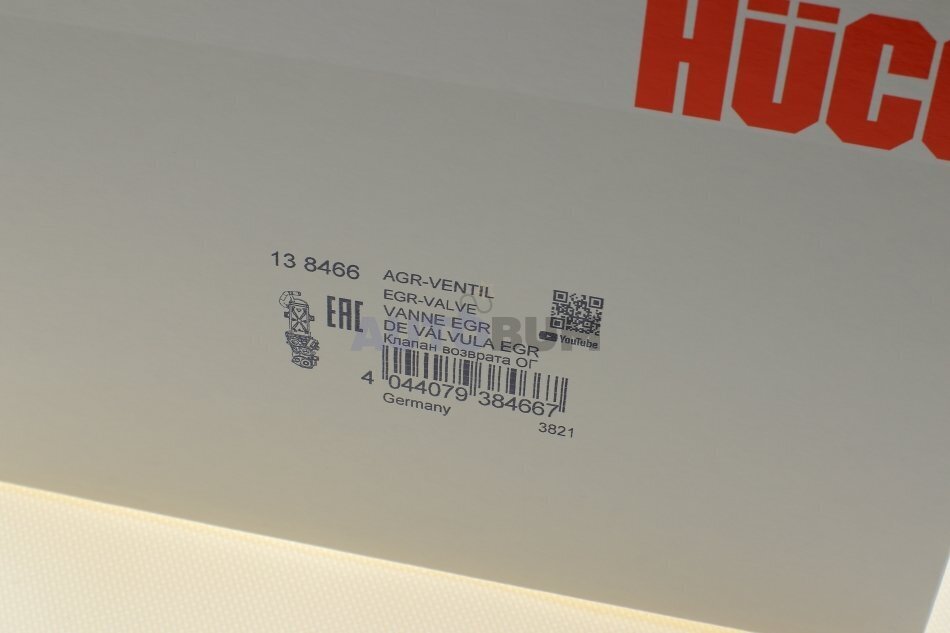 HÜCO
13 8466
AGR-VENTIL
EGR-VALVE
VANNE EGR
DE VÁLVULA EGR
Клапан возврата ОГ
EAC
YouTube
4 044079 384667
Germany
3821